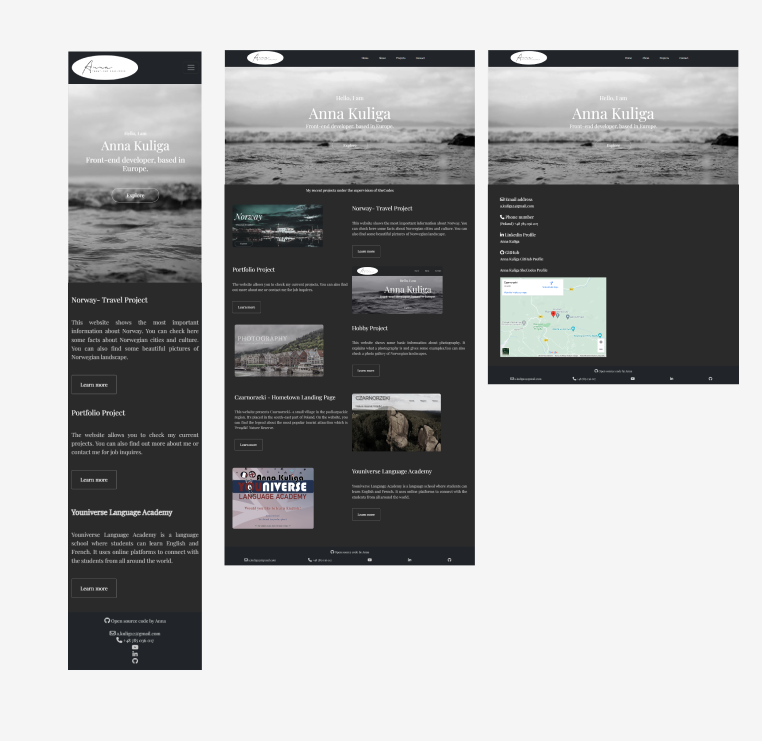 Anna
Hello, I am
Anna Kuliga
Front-end developer, based in
Europe.
Explore
Norway- Travel Project
This website shows the most important
information about Norway. You can check here
some facts about Norwegian cities and culture.
You can also find some beautiful pictures of
Norwegian landscape.
Learn more
Portfolio Project
The website allows you to check my current
projects. You can also find out more about me or
contact me for job inquires.
Learn more
Youniverse Language Academy
Youniverse Language Academy is a language
school where students can learn English and
French. It uses online platforms to connect with
the students from all around the world.
Learn more
Open source code by Anna
Home About Projects Contact
Hello, I am
Anna Kuliga
Front-end developer, based in Europe.
Explore
My recent projects under the supervision of SheCodes.
Norway
Norway- Travel Project
This website shows the most important information about Norway. You
can check here some facts about Norwegian cities and culture. You can
also find some beautiful pictures of Norwegian landscape.
Learn more
Portfolio Project
The website allows you to check my current projects. You can also find
out more about me or contact me for job inquires.
Learn more
Hello, I am
Anna Kuliga
Front-end developer, based in Europe.
PHOTOGRAPHY
Hobby Project
This website shows some basic information about photography. It
explains what a photography is and gives some examples.You can also
check a photo gallery of Norwegian landscapes.
Learn more
Czarnorzeki - Hometown Landing Page
Learn more
CZARNORZEKI
Anna Kuliga
YOUNIVERSE
LANGUAGE ACADEMY
Youniverse Language Academy
Youniverse Language Academy is a language school where students can
learn English and French. It uses online platforms to connect with the
students from all around the world.
Learn more
Open source code by Anna
Home About Projects Contact
Hello, I am
Anna Kuliga
Front-end developer, based in Europe.
Explore
Email address
Phone number
Linkedin Profile
Anna Kuliga
GitHub
Anna Kuliga GitHub Profile
Anna Kuliga SheCodes Profile
Google
Open source code by Anna